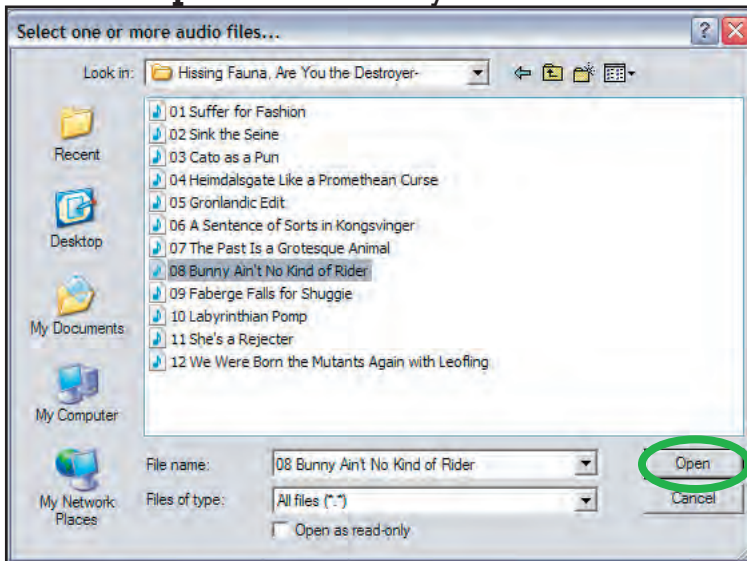 Select one or more audio files...
Look in: Hissing Fauna, Are You the Destroyer-
Recent
Desktop
My Documents
My Computer
My Network
Places
01 Suffer for Fashion
02 Sink the Seine
03 Cato as a Pun
04 Heimdalsgate Like a Promethean Curse
05 Gronlandic Edit
06 A Sentence of Sorts in Kongsvinger
07 The Past Is a Grotesque Animal
08 Bunny Ain't No Kind of Rider
09 Faberge Falls for Shuggie
10 Labyrinthian Pomp
11 She's a Rejecter
12 We Were Born the Mutants Again with Leofling
File name: 08 Bunny Ain't No Kind of Rider Open
Files of type: All files (*.*) Cancel
Open as read-only